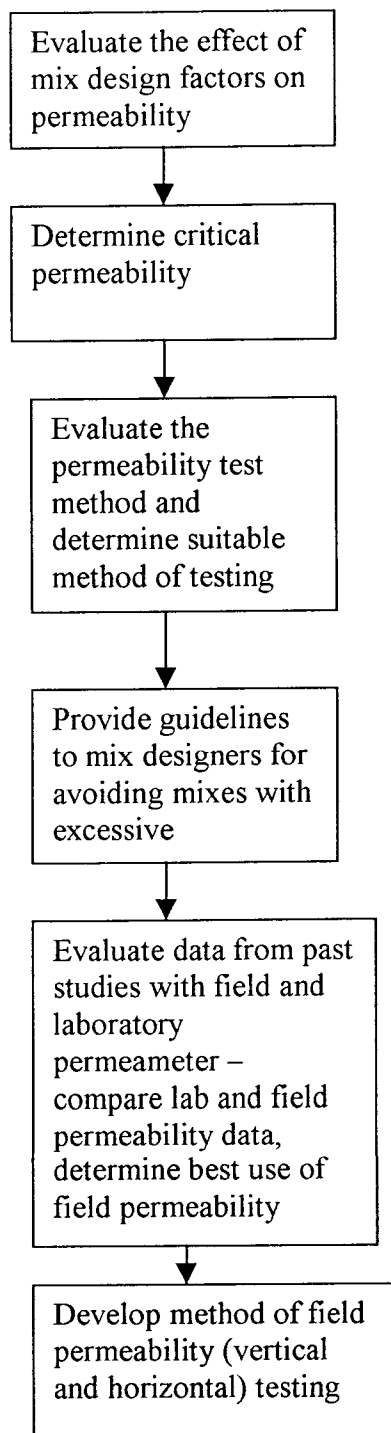 Evaluate the effect of
mix design factors on
permeability
Determine critical
permeability
Evaluate the
permeability test
method and
determine suitable
method of testing
Provide guidelines
to mix designers for
avoiding mixes with
excessive
Evaluate data from past
studies with field and
laboratory
permeameter –
compare lab and field
permeability data,
determine best use of
field permeability
Develop method of field
permeability (vertical
and horizontal) testing